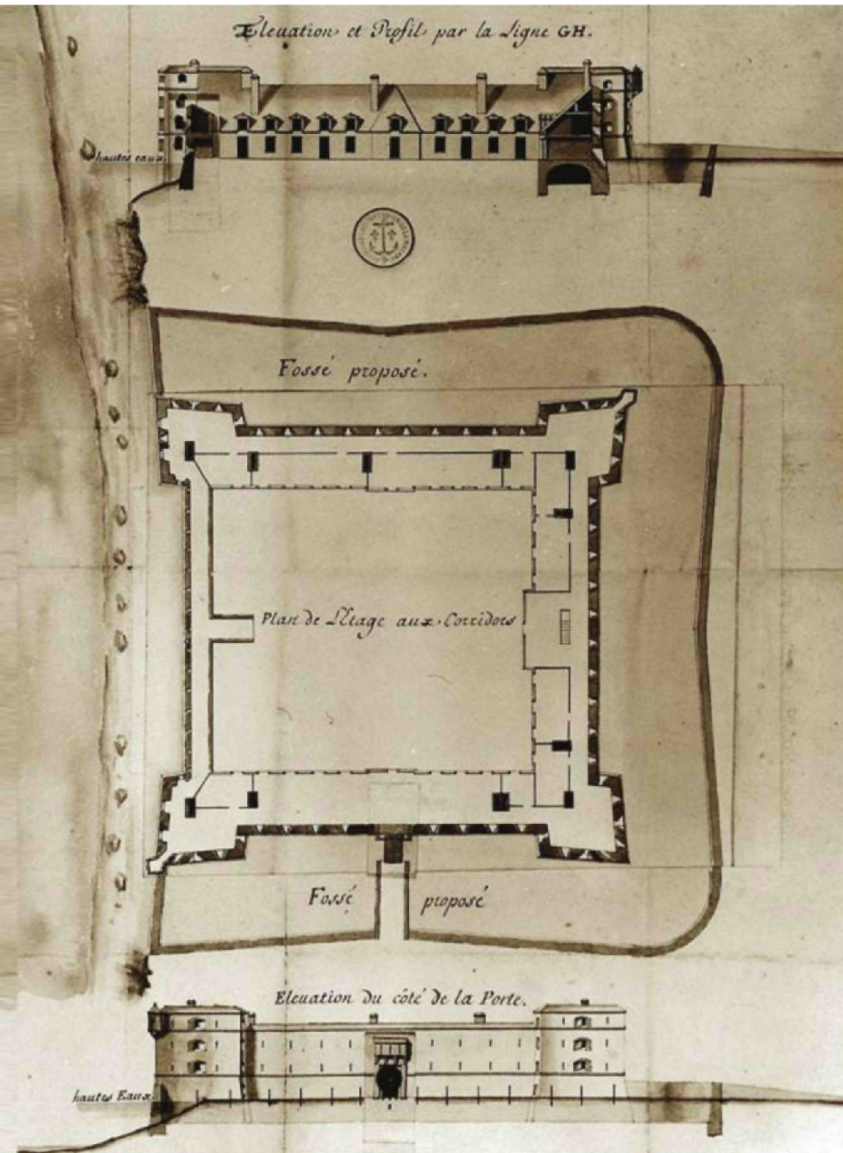 Elevation et Profil par la Ligne GH.
hautes eaux
Fossé proposé.
Plan de L'Etage aux Corridors
Fossé proposé
Elevation du côté de la Porte.
hautes Eaux